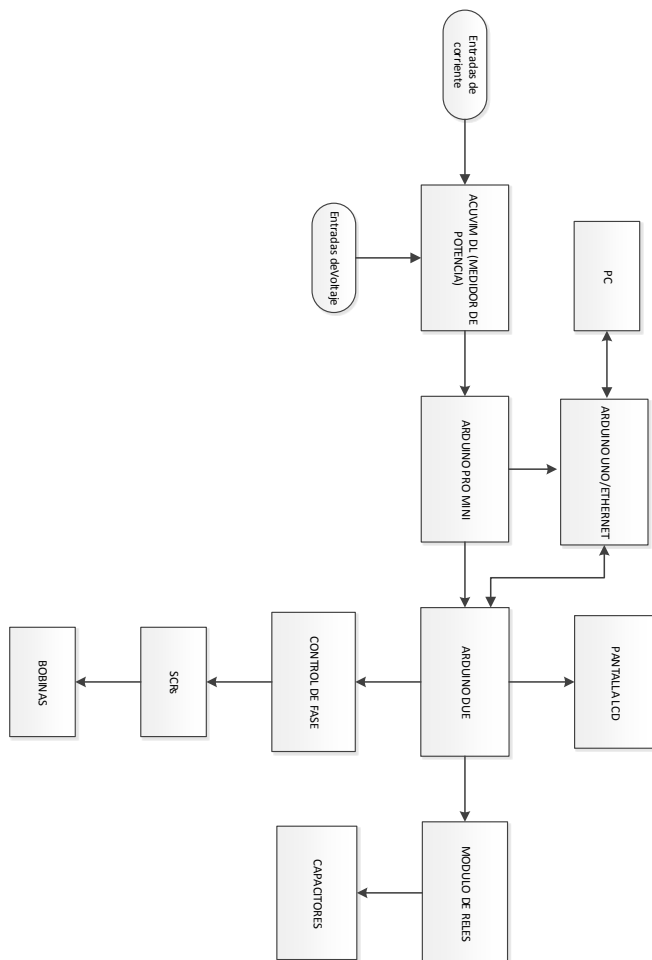 PC
ARDUINO UNO/ETHERNET
PANTALLA LCD
Entradas de
corriente
ACUVIM DL (MEDIDOR DE
POTENCIA)
ARDUINO PRO MINI
ARDUINO DUE
MODULO DE RELES
Entradas deVoltaje
CONTROL DE FASE
CAPACITORES
SCRs
BOBINAS